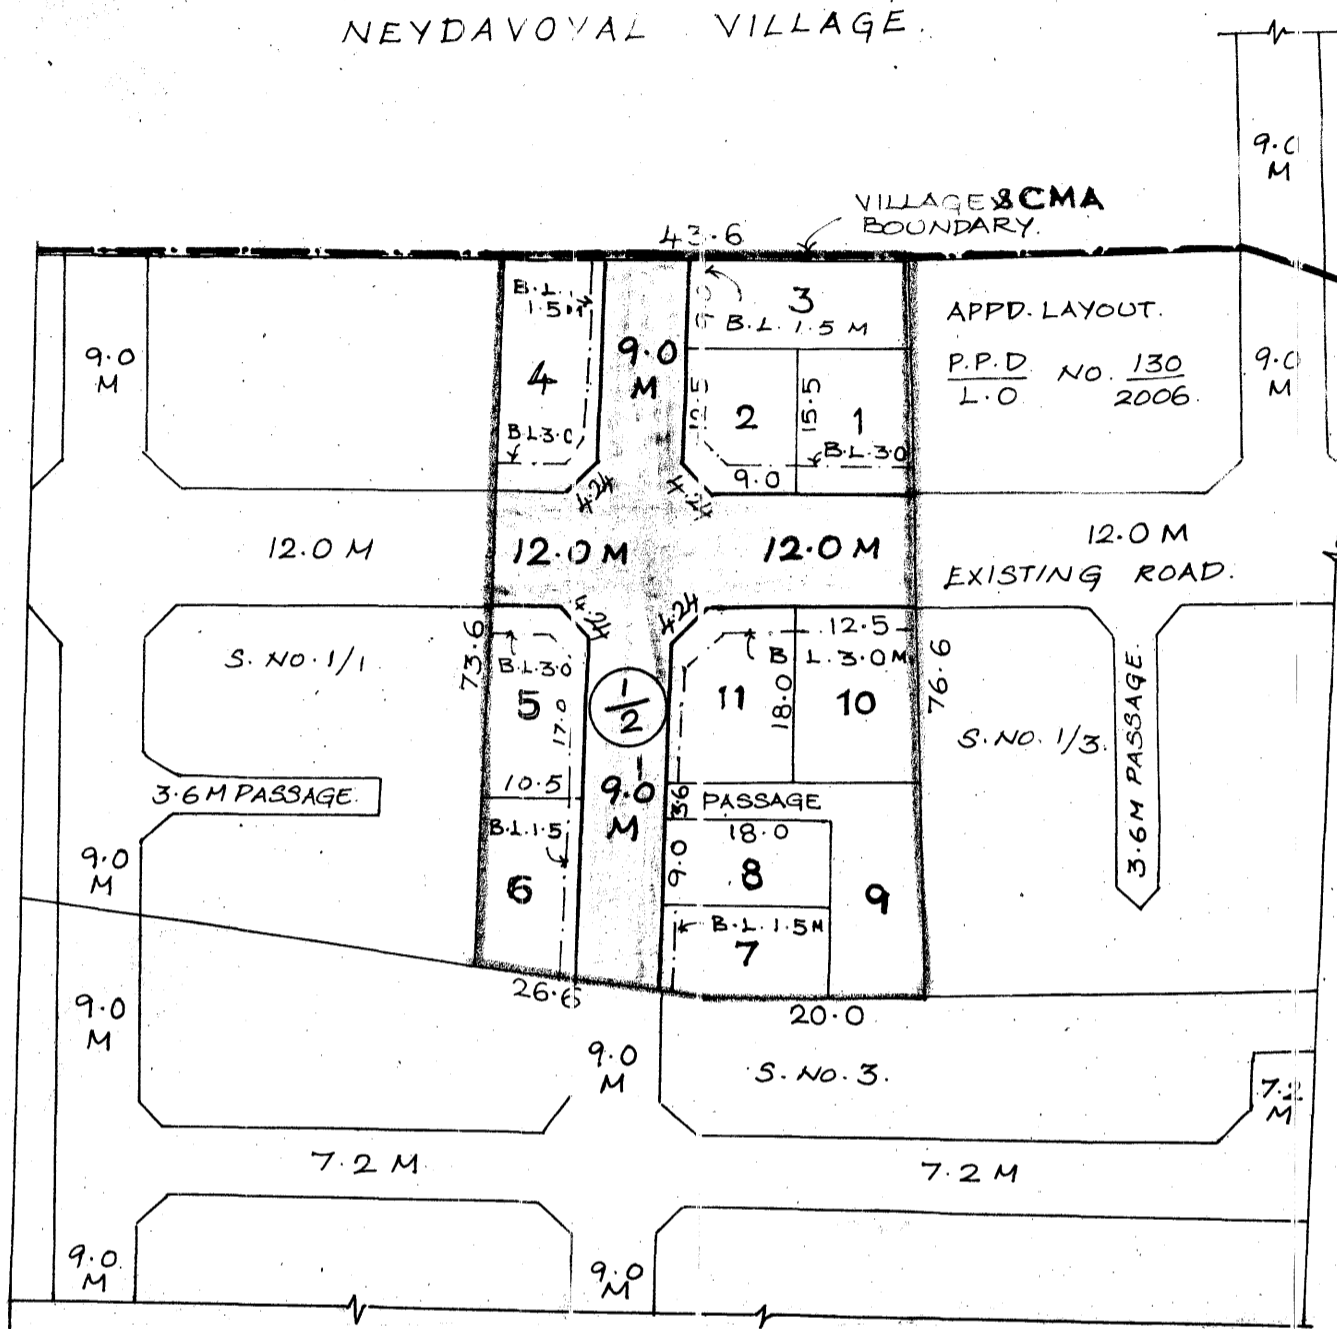 NEYDAVOYAL VILLAGE.
9.0
M
VILLAGE & CMA
BOUNDARY.
43.6
B.L.
1.5M
3
B.L. 1.5 M
APPD. LAYOUT.
9.0
M
9.0
M
P.P.D NO. 130
L.O 2006.
9.0
M
4
12.5
2
15.5
1
B.L.3.0
B.L.3.0
9.0
4.24
4.24
12.0 M
12.0 M
12.0 M
12.0 M
EXISTING ROAD.
4.24
4.24
12.5
S. NO. 1/1
73.6
B.L.3.0
B.L. 3.0M
76.6
5
17.0
1
2
11
18.0
10
S. NO. 1/3.
3.6M PASSAGE.
3.6 M PASSAGE.
10.5
9.0
M
3.6
PASSAGE
B.L.1.5
18.0
9.0
M
6
9.0
8
9
B.L. 1.5M
7
26.6
20.0
9.0
M
9.0
M
S. NO. 3.
7.2
M
7.2 M
7.2 M
9.0
M
9.0
M